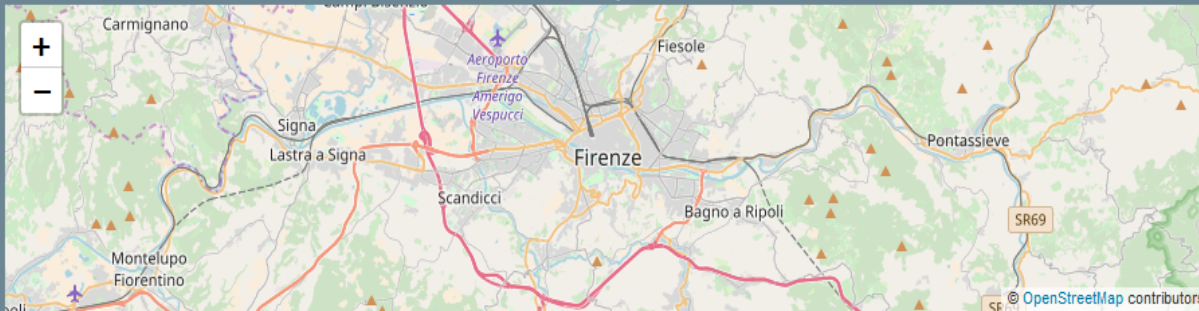 Carmignano
+
−
Aeroporto
Firenze
Amerigo
Vespucci
Fiesole
Signa
Lastra a Signa
Firenze
Pontassieve
Scandicci
Bagno a Ripoli
SR69
Montelupo
Fiorentino
© OpenStreetMap contributors